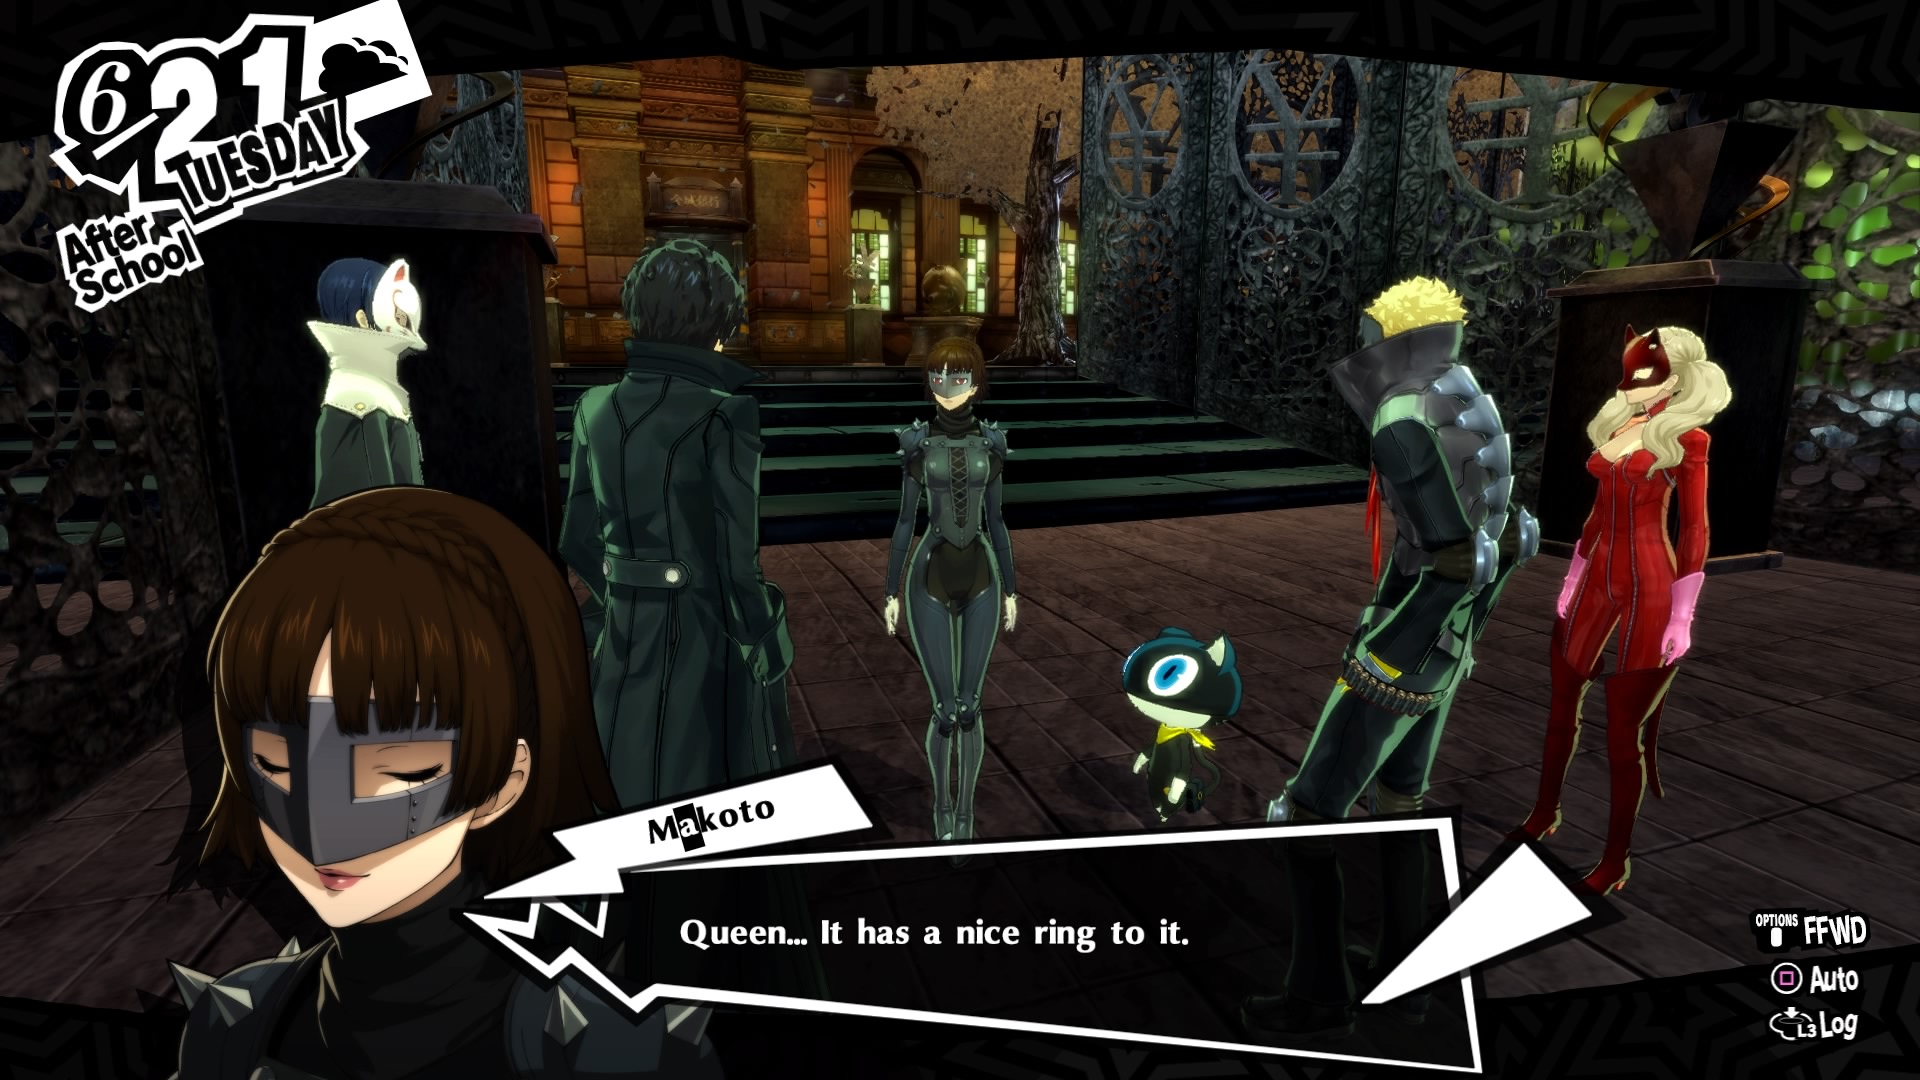 6/21
TUESDAY
After
School
Makoto
Queen... It has a nice ring to it.
OPTIONS FFWD
Auto
L3 Log